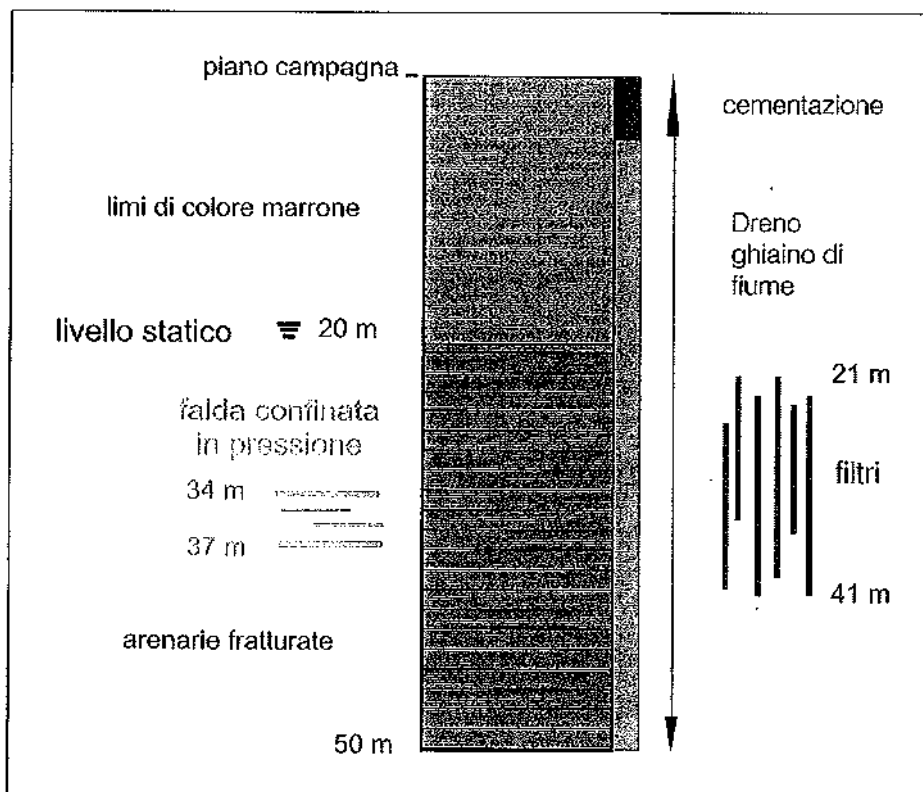 piano campagna
cementazione
limi di colore marrone
Dreno
ghiaino di
fiume
livello statico
20 m
21 m
falda confinata
in pressione
filtri
34 m
37 m
41 m
arenarie fratturate
50 m